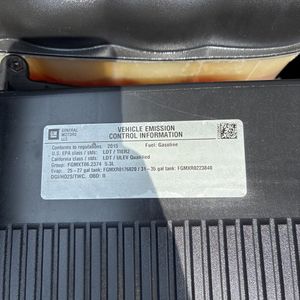 GM
GENERAL
MOTORS
LLC
VEHICLE EMISSION
CONTROL INFORMATION
Conforms to regulations: 2015 Fuel: Gasoline
U.S. EPA class / stds: LDT / TIER2
California class / stds: LDT / ULEV Qualified
Group: FGMXT06.2374 5.3L
Evap: 25 - 27 gal tank: FGMXR0176820 / 31 - 35 gal tank: FGMXR0223840
DGI/HO2S/TWC, OBD: II